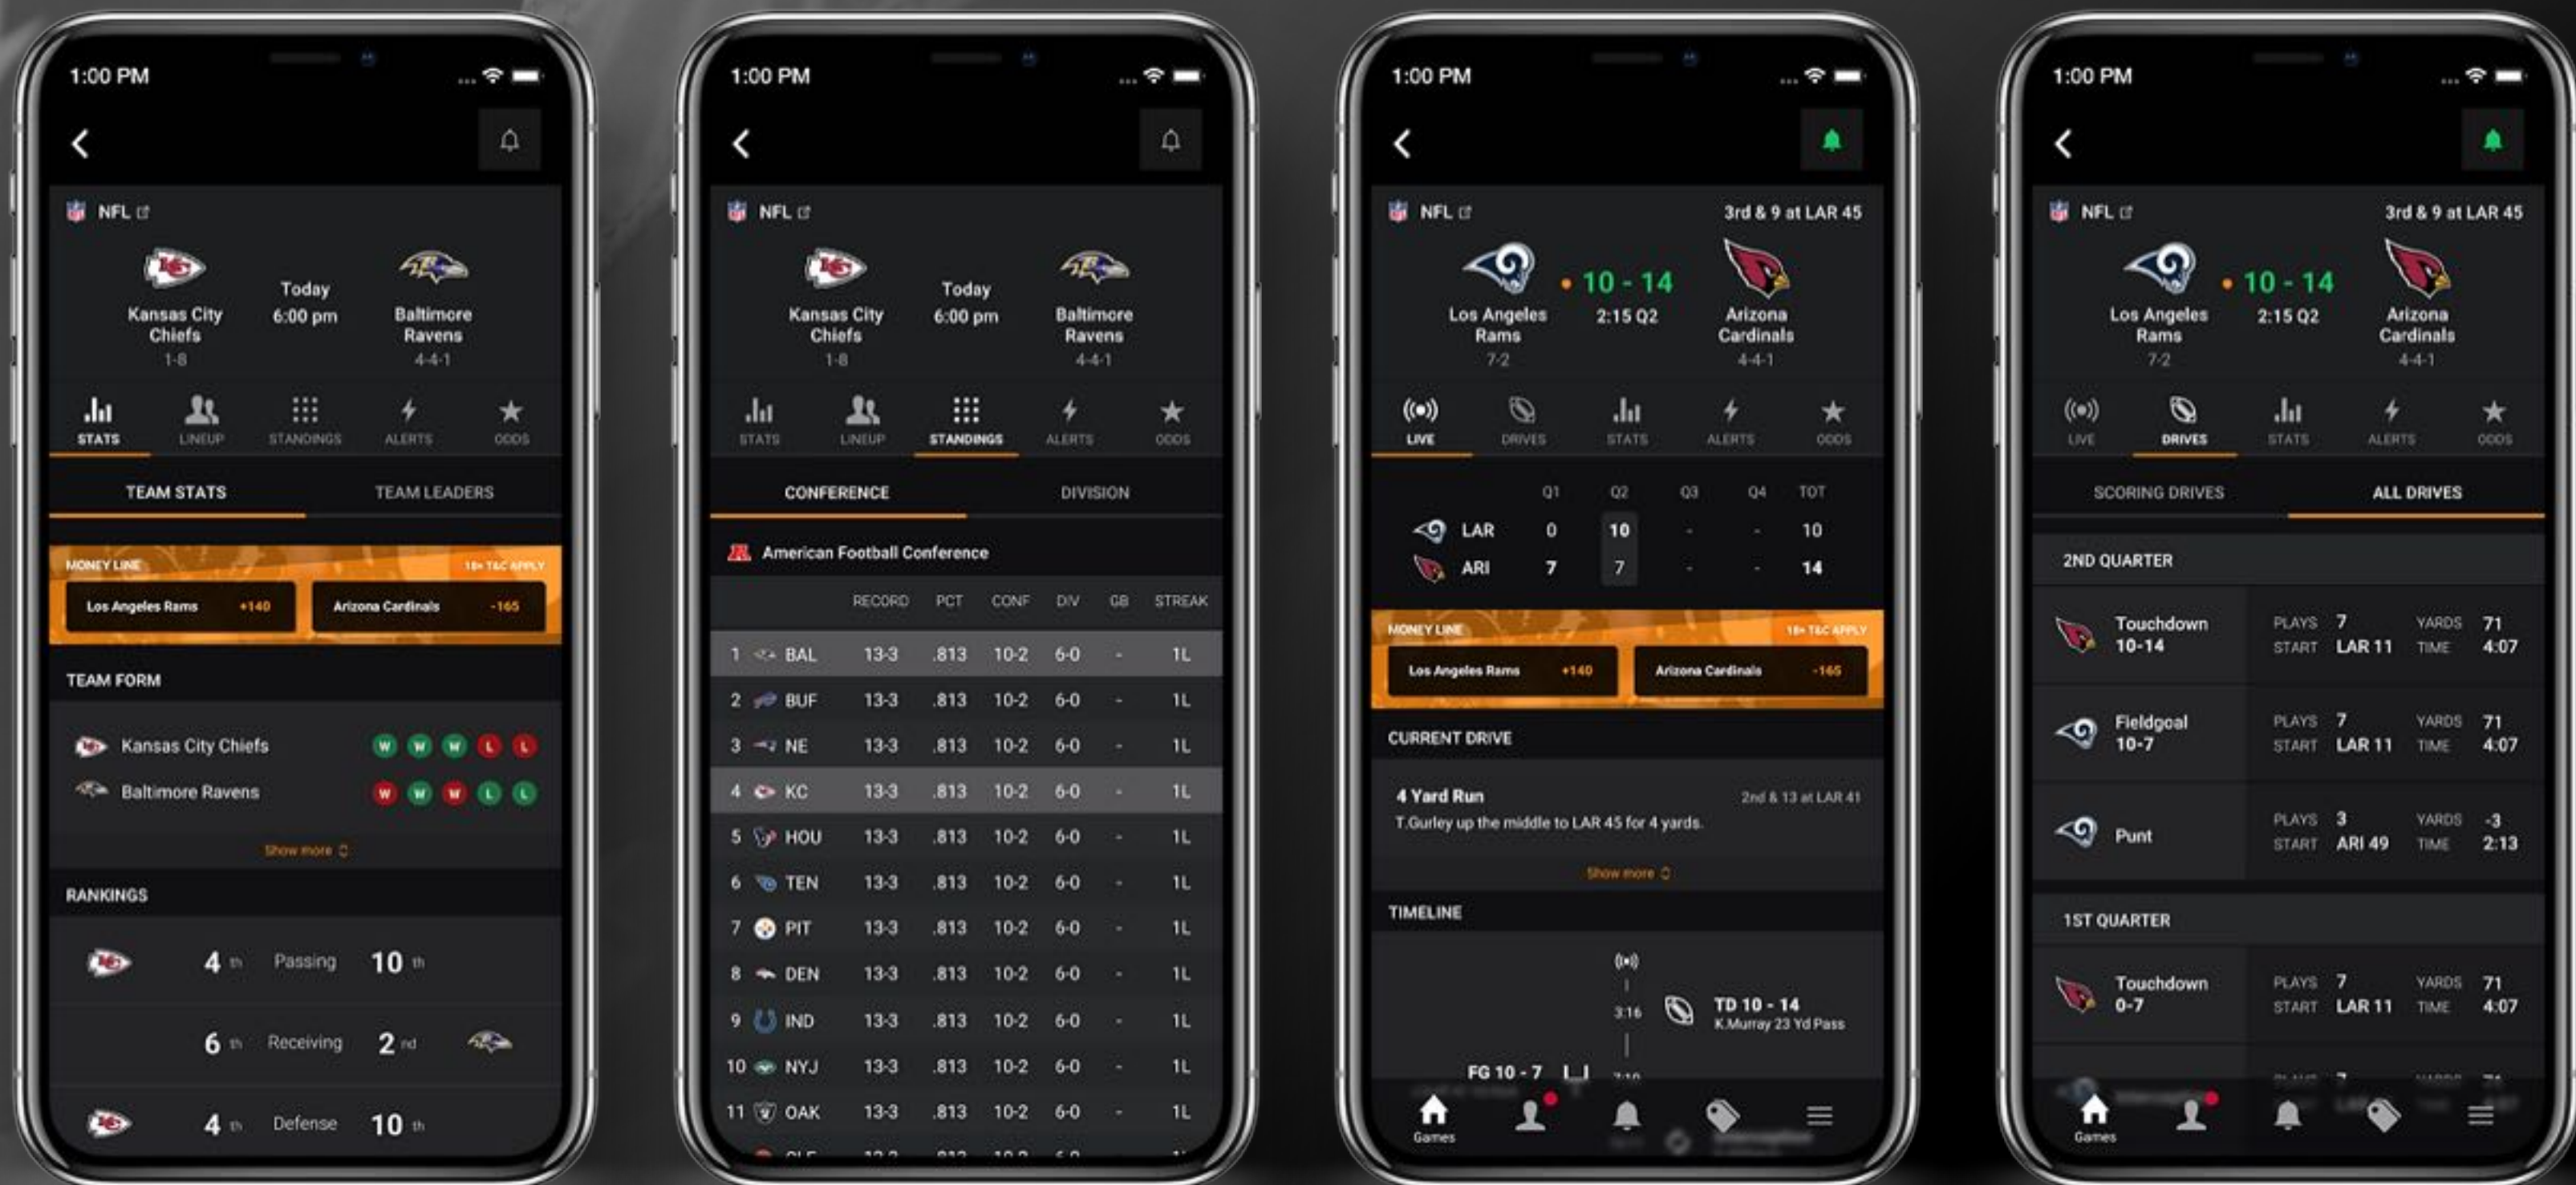 1:00 PM
NFL
Kansas City Chiefs
1-8
Today
6:00 pm
Baltimore Ravens
4-4-1
STATS LINEUP STANDINGS ALERTS ODDS
TEAM STATS TEAM LEADERS
MONEY LINE 18+ T&C APPLY
Los Angeles Rams +140 Arizona Cardinals -165
TEAM FORM
Kansas City Chiefs W W W L L
Baltimore Ravens W W W L L
Show more
RANKINGS
4 th Passing 10 th
6 th Receiving 2 nd
4 th Defense 10 th
1:00 PM
NFL
Kansas City Chiefs
1-8
Today
6:00 pm
Baltimore Ravens
4-4-1
STATS LINEUP STANDINGS ALERTS ODDS
CONFERENCE DIVISION
American Football Conference
RECORD PCT CONF DIV GB STREAK
1 BAL 13-3 .813 10-2 6-0 - 1L
2 BUF 13-3 .813 10-2 6-0 - 1L
3 NE 13-3 .813 10-2 6-0 - 1L
4 KC 13-3 .813 10-2 6-0 - 1L
5 HOU 13-3 .813 10-2 6-0 - 1L
6 TEN 13-3 .813 10-2 6-0 - 1L
7 PIT 13-3 .813 10-2 6-0 - 1L
8 DEN 13-3 .813 10-2 6-0 - 1L
9 IND 13-3 .813 10-2 6-0 - 1L
10 NYJ 13-3 .813 10-2 6-0 - 1L
11 OAK 13-3 .813 10-2 6-0 - 1L
1:00 PM
NFL 3rd & 9 at LAR 45
Los Angeles Rams
7-2
10 - 14
2:15 Q2
Arizona Cardinals
4-4-1
LIVE DRIVES STATS ALERTS ODDS
Q1 Q2 Q3 Q4 TOT
LAR 0 10 - - 10
ARI 7 7 - - 14
MONEY LINE 18+ T&C APPLY
Los Angeles Rams +140 Arizona Cardinals -165
CURRENT DRIVE
4 Yard Run 2nd & 13 at LAR 41
T.Gurley up the middle to LAR 45 for 4 yards.
Show more
TIMELINE
3:16 TD 10 - 14
K.Murray 23 Yd Pass
FG 10 - 7
Games
1:00 PM
NFL 3rd & 9 at LAR 45
Los Angeles Rams
7-2
10 - 14
2:15 Q2
Arizona Cardinals
4-4-1
LIVE DRIVES STATS ALERTS ODDS
SCORING DRIVES ALL DRIVES
2ND QUARTER
Touchdown PLAYS 7 YARDS 71
10-14 START LAR 11 TIME 4:07
Fieldgoal PLAYS 7 YARDS 71
10-7 START LAR 11 TIME 4:07
Punt PLAYS 3 YARDS -3
START ARI 49 TIME 2:13
1ST QUARTER
Touchdown PLAYS 7 YARDS 71
0-7 START LAR 11 TIME 4:07
Games